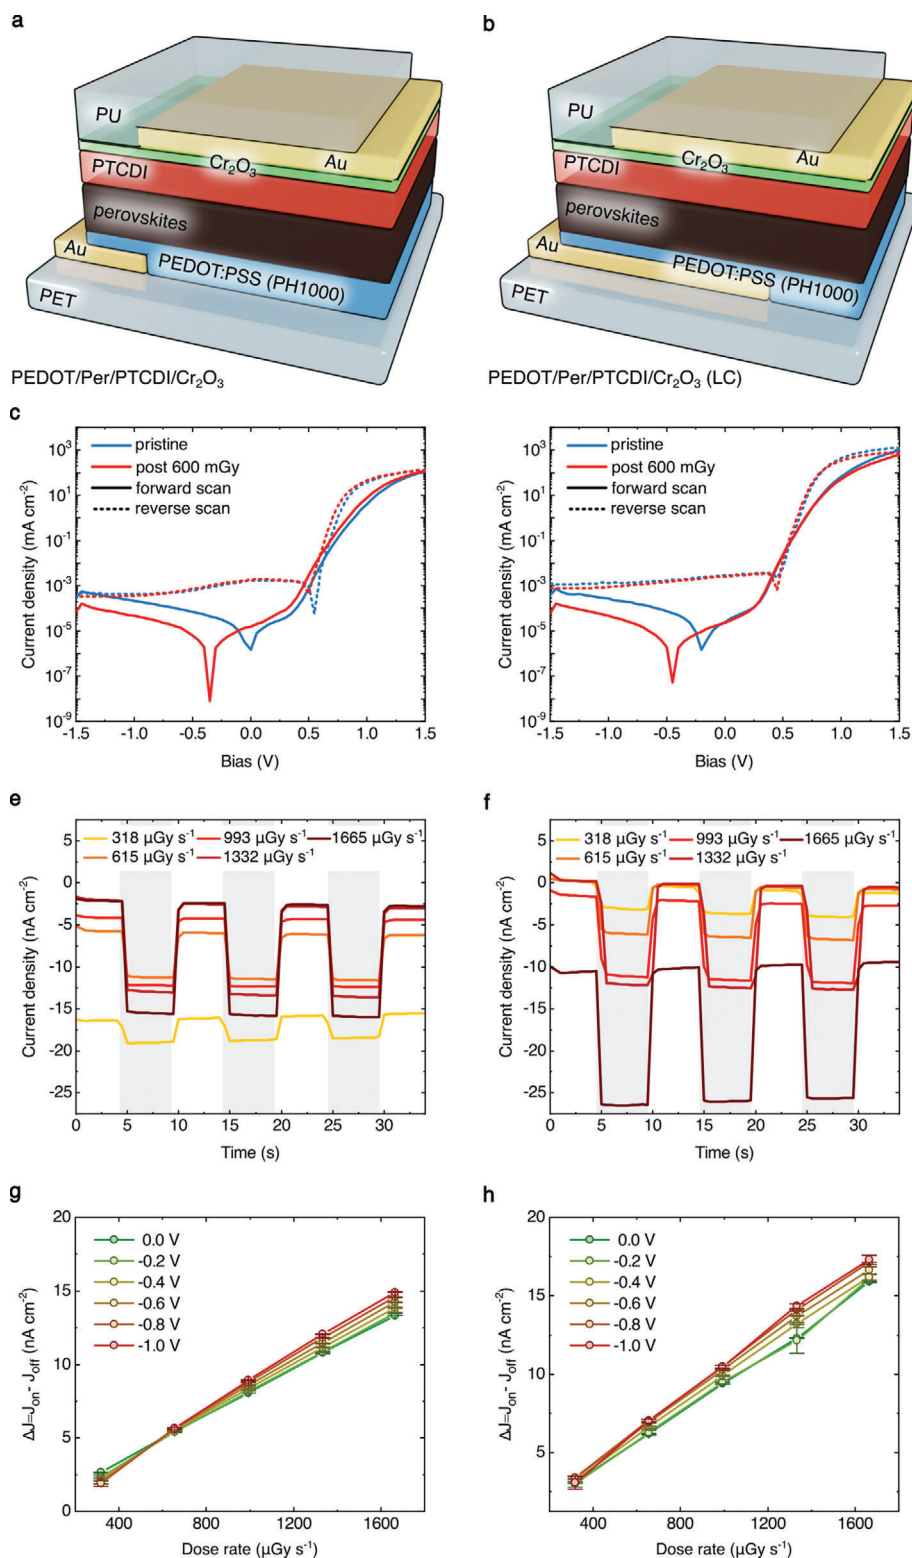 a
PU
Cr₂O₃
Au
PTCDI
perovskites
Au
PEDOT:PSS (PH1000)
PET
PEDOT/Per/PTCDI/Cr₂O₃
b
PU
Cr₂O₃
Au
PTCDI
perovskites
Au
PEDOT:PSS (PH1000)
PET
PEDOT/Per/PTCDI/Cr₂O₃ (LC)
c
Current density (mA cm⁻²)
10³
10¹
10⁻¹
10⁻³
10⁻⁵
10⁻⁷
10⁻⁹
pristine
post 600 mGy
forward scan
reverse scan
-1.5 -1.0 -0.5 0.0 0.5 1.0 1.5
Bias (V)
Current density (mA cm⁻²)
10³
10¹
10⁻¹
10⁻³
10⁻⁵
10⁻⁷
10⁻⁹
pristine
post 600 mGy
forward scan
reverse scan
-1.5 -1.0 -0.5 0.0 0.5 1.0 1.5
Bias (V)
e
Current density (nA cm⁻²)
318 µGy s⁻¹ 993 µGy s⁻¹ 1665 µGy s⁻¹
615 µGy s⁻¹ 1332 µGy s⁻¹
5
0
-5
-10
-15
-20
-25
0 5 10 15 20 25 30
Time (s)
f
Current density (nA cm⁻²)
318 µGy s⁻¹ 993 µGy s⁻¹ 1665 µGy s⁻¹
615 µGy s⁻¹ 1332 µGy s⁻¹
5
0
-5
-10
-15
-20
-25
0 5 10 15 20 25 30
Time (s)
g
ΔJ=Jon- Joff (nA cm⁻²)
20
15
10
5
0
0.0 V
-0.2 V
-0.4 V
-0.6 V
-0.8 V
-1.0 V
400 800 1200 1600
Dose rate (µGy s⁻¹)
h
ΔJ=Jon- Joff (nA cm⁻²)
20
15
10
5
0.0 V
-0.2 V
-0.4 V
-0.6 V
-0.8 V
-1.0 V
400 800 1200 1600
Dose rate (µGy s⁻¹)